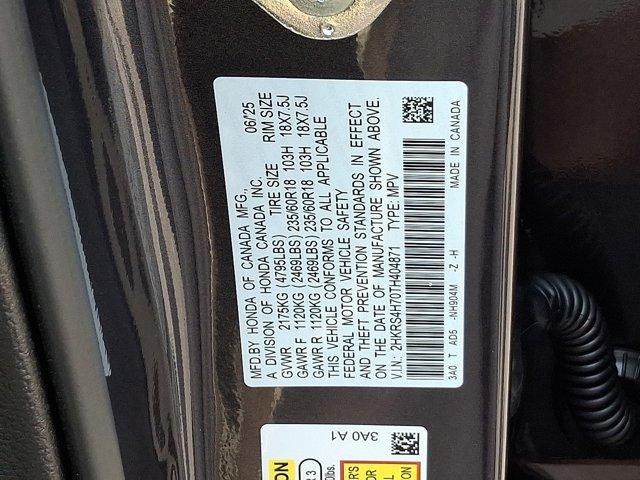 MFD.BY HONDA OF CANADA MFG., 06/25
A DIVISION OF HONDA CANADA INC.
TIRE SIZE RIM SIZE
GVWR 2175KG (4795LBS)
GAWR F 1120KG (2469LBS) 235/60R18 103H 18X7.5J
GAWR R 1120KG (2469LBS) 235/60R18 103H 18X7.5J
THIS VEHICLE CONFORMS TO ALL APPLICABLE
FEDERAL MOTOR VEHICLE SAFETY
AND THEFT PREVENTION STANDARDS IN EFFECT
ON THE DATE OF MANUFACTURE SHOWN ABOVE.
V.I.N.: 2HKRS4H70TH404871 TYPE: MPV
3A0 T AD5 -NH904M -Z -H MADE IN CANADA
3A0 A1